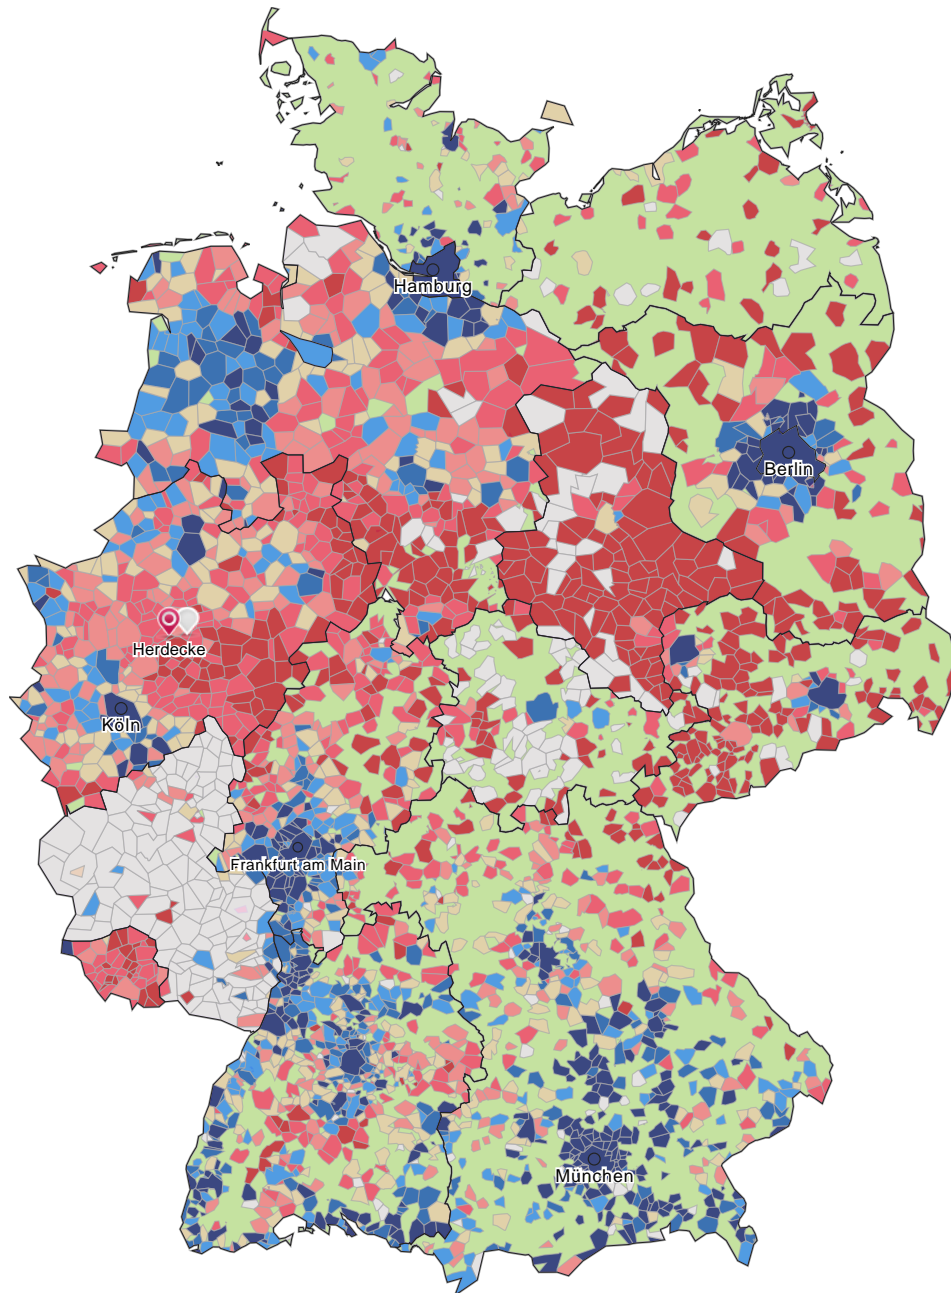 Hamburg
Berlin
Herdecke
Köln
Frankfurt am Main
München